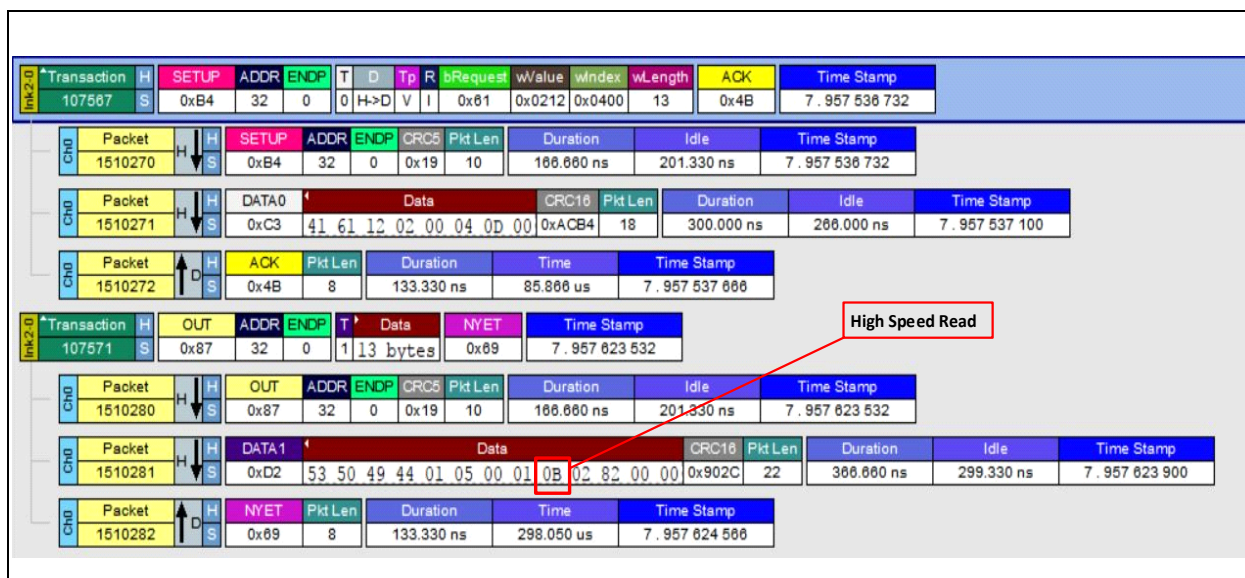 lnk2-0 Transaction H SETUP ADDR ENDP T D Tp R bRequest wValue wIndex wLength ACK Time Stamp
107567 S 0xB4 32 0 0 H->D V I 0x61 0x0212 0x0400 13 0x4B 7 . 957 536 732
Ch0 Packet H H SETUP ADDR ENDP CRC5 Pkt Len Duration Idle Time Stamp
1510270 S 0xB4 32 0 0x19 10 166.660 ns 201.330 ns 7 . 957 536 732
Ch0 Packet H H DATA0 Data CRC16 Pkt Len Duration Idle Time Stamp
1510271 S 0xC3 41 61 12 02 00 04 0D 00 0xACB4 18 300.000 ns 266.000 ns 7 . 957 537 100
Ch0 Packet D H ACK Pkt Len Duration Time Time Stamp
1510272 S 0x4B 8 133.330 ns 85.866 us 7 . 957 537 666
High Speed Read
lnk2-0 Transaction H OUT ADDR ENDP T Data NYET Time Stamp
107571 S 0x87 32 0 1 13 bytes 0x69 7 . 957 623 532
Ch0 Packet H H OUT ADDR ENDP CRC5 Pkt Len Duration Idle Time Stamp
1510280 S 0x87 32 0 0x19 10 166.660 ns 201.330 ns 7 . 957 623 532
Ch0 Packet H H DATA1 Data CRC16 Pkt Len Duration Idle Time Stamp
1510281 S 0xD2 53 50 49 44 01 05 00 01 0B 02 82 00 00 0x902C 22 366.660 ns 299.330 ns 7 . 957 623 900
Ch0 Packet D H NYET Pkt Len Duration Time Time Stamp
1510282 S 0x69 8 133.330 ns 298.050 us 7 . 957 624 566